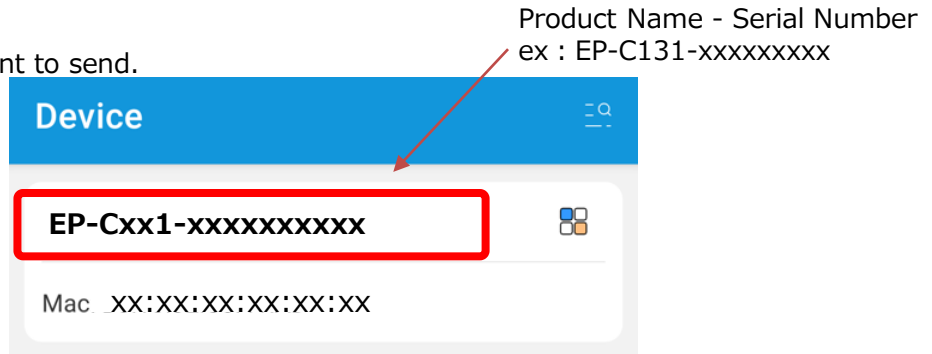 Product Name - Serial Number
ex : EP-C131-xxxxxxxxx
nt to send.
Device
EP-Cxx1-xxxxxxxxxx
Mac xx:xx:xx:xx:xx:xx